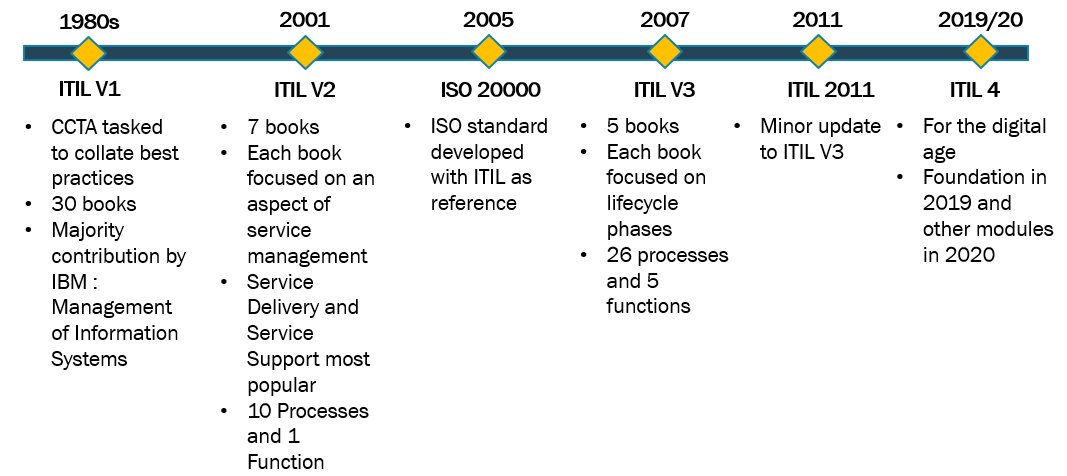 1980s
2001
2005
2007
2011
2019/20
ITIL V1
ITIL V2
ISO 20000
ITIL V3
ITIL 2011
ITIL 4
• CCTA tasked
to collate best
practices
• 30 books
• Majority
contribution by
IBM :
Management
of Information
Systems
• 7 books
• Each book
focused on an
aspect of
service
management
• Service
Delivery and
Service
Support most
popular
• 10 Processes
and 1
Function
• ISO standard
developed
with ITIL as
reference
• 5 books
• Each book
focused on
lifecycle
phases
• 26 processes
and 5
functions
• Minor update
to ITIL V3
• For the digital
age
• Foundation in
2019 and
other modules
in 2020